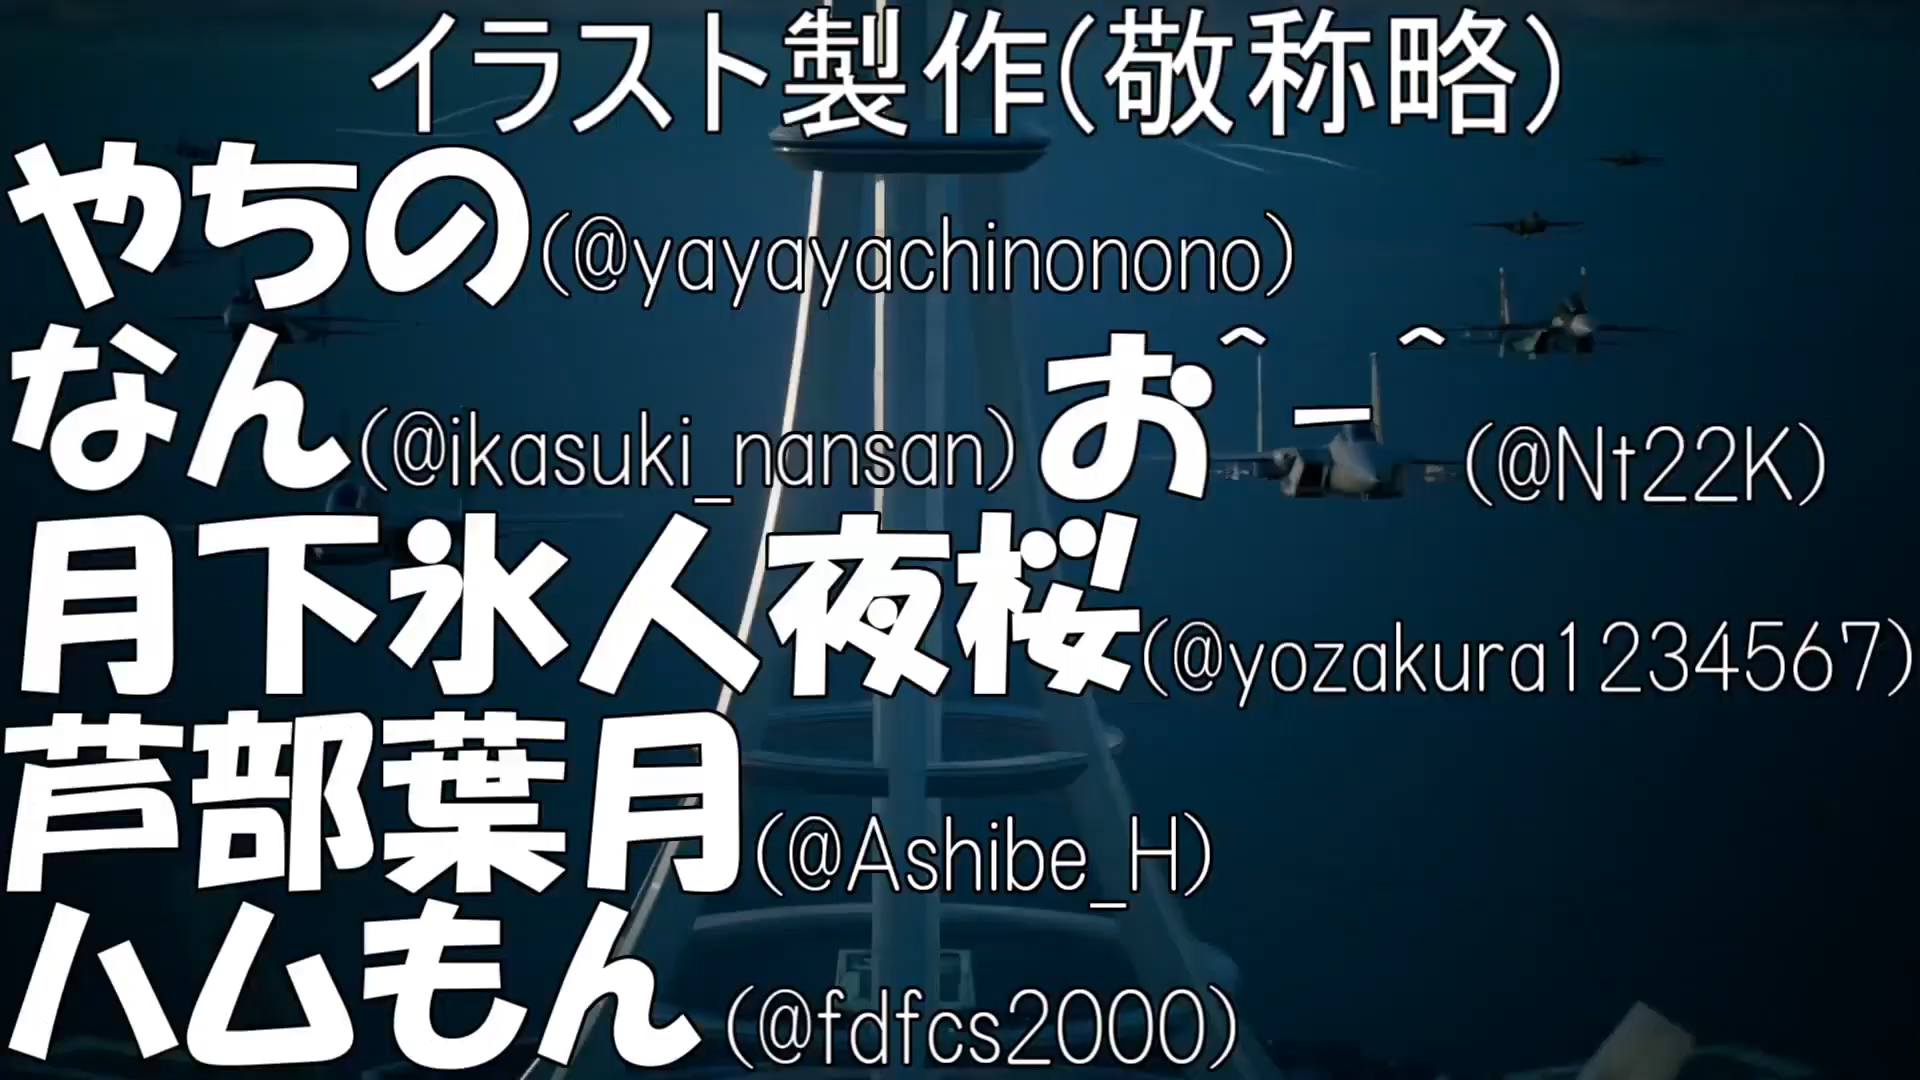 イラスト製作(敬称略)
やちの(@yayayachinonono)
なん(@ikasuki_nansan) お^_^(@Nt22K)
月下氷人夜桜(@yozakura1234567)
芦部葉月(@Ashibe_H)
ハムもん(@fdfcs2000)